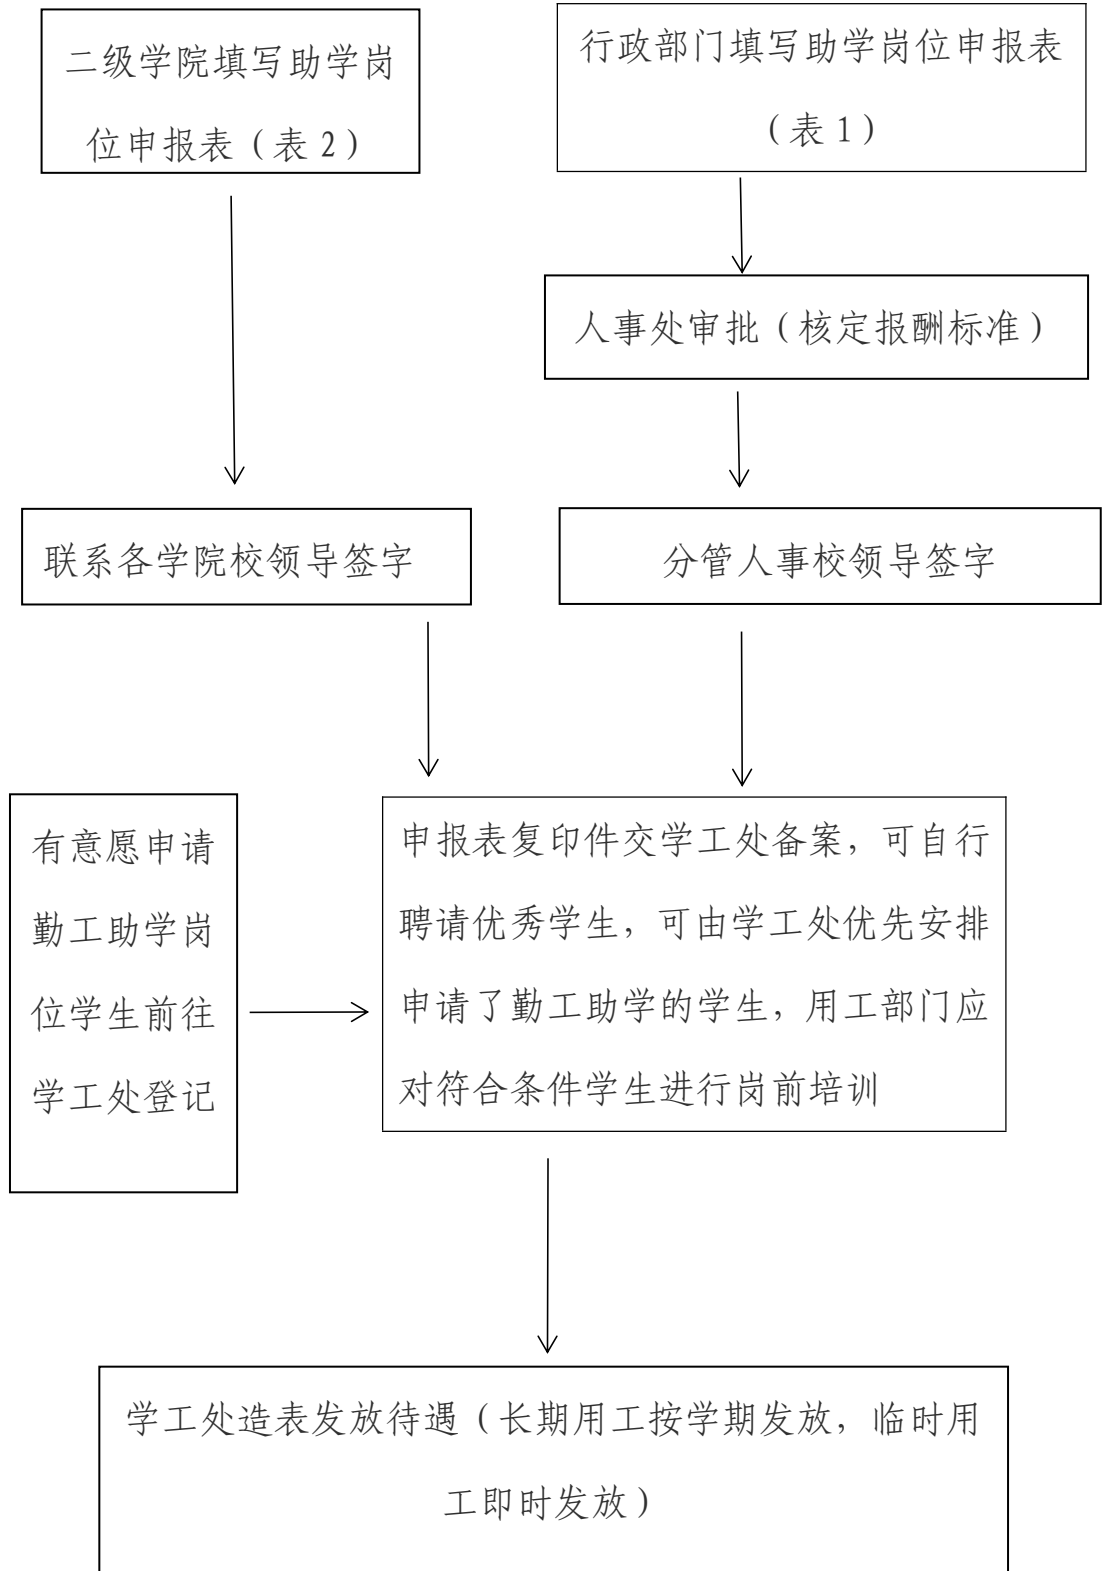 二级学院填写助学岗
位申报表（表 2）
行政部门填写助学岗位申报表
（表 1）
人事处审批（核定报酬标准）
联系各学院校领导签字
分管人事校领导签字
有意愿申请
勤工助学岗
位学生前往
学工处登记
申报表复印件交学工处备案，可自行
聘请优秀学生，可由学工处优先安排
申请了勤工助学的学生，用工部门应
对符合条件学生进行岗前培训
学工处造表发放待遇（长期用工按学期发放，临时用
工即时发放）